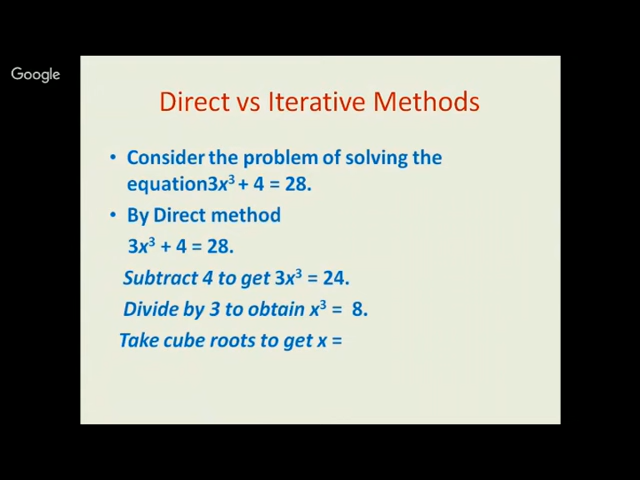 Google
Direct vs Iterative Methods
• Consider the problem of solving the
equation3x³ + 4 = 28.
• By Direct method
3x³ + 4 = 28.
Subtract 4 to get 3x³ = 24.
Divide by 3 to obtain x³ = 8.
Take cube roots to get x =